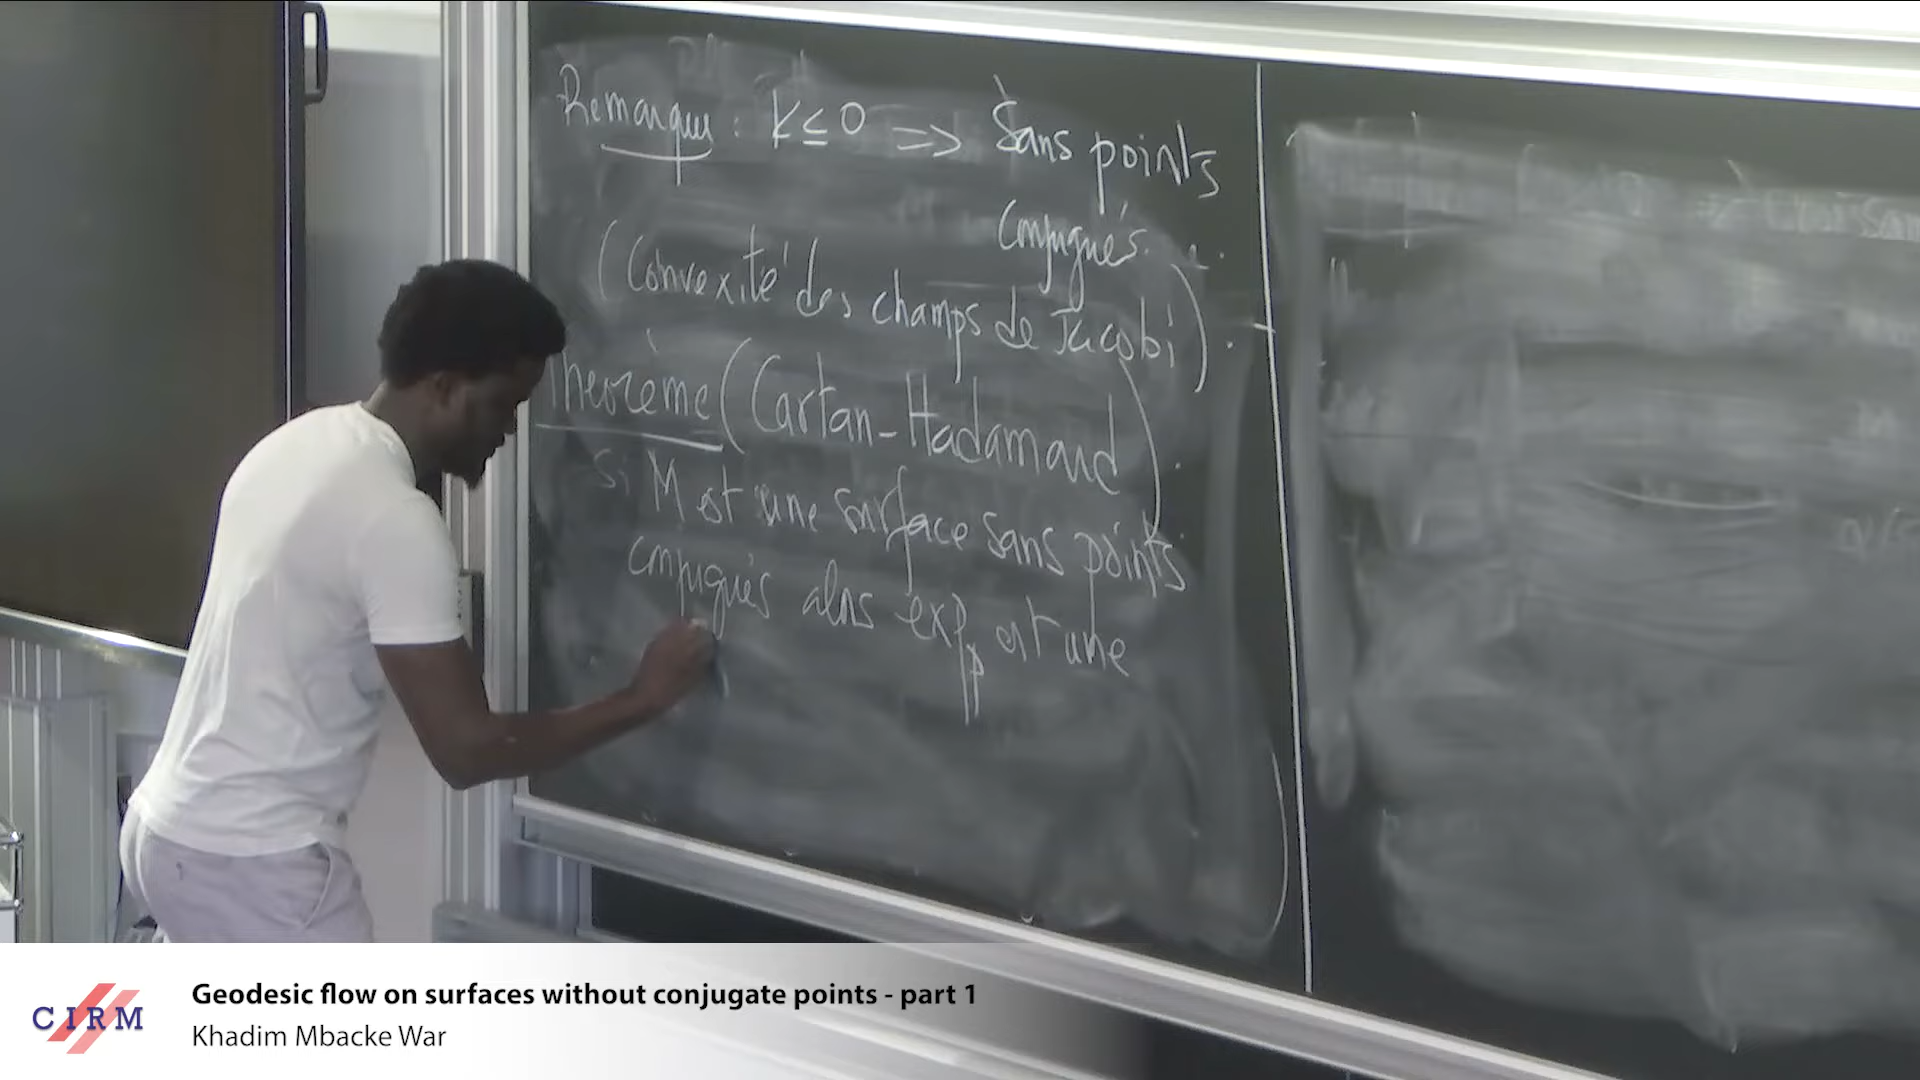 Remarque : K ≤ 0 => Sans points
Conjugués.
(Convexité des champs de Jacobi).
Théorème (Cartan-Hadamard).
Si M est une surface sans points
conjugués alors exp_p est une
CIRM
Geodesic flow on surfaces without conjugate points - part 1
Khadim Mbacke War